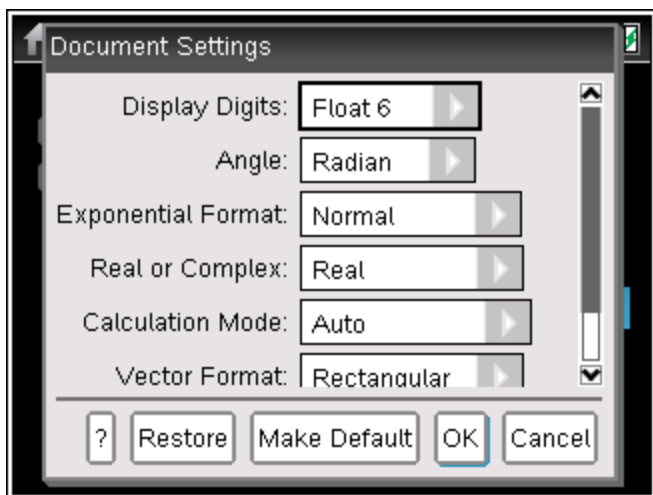 Document Settings
Display Digits: Float 6
Angle: Radian
Exponential Format: Normal
Real or Complex: Real
Calculation Mode: Auto
Vector Format: Rectangular
? Restore Make Default OK Cancel